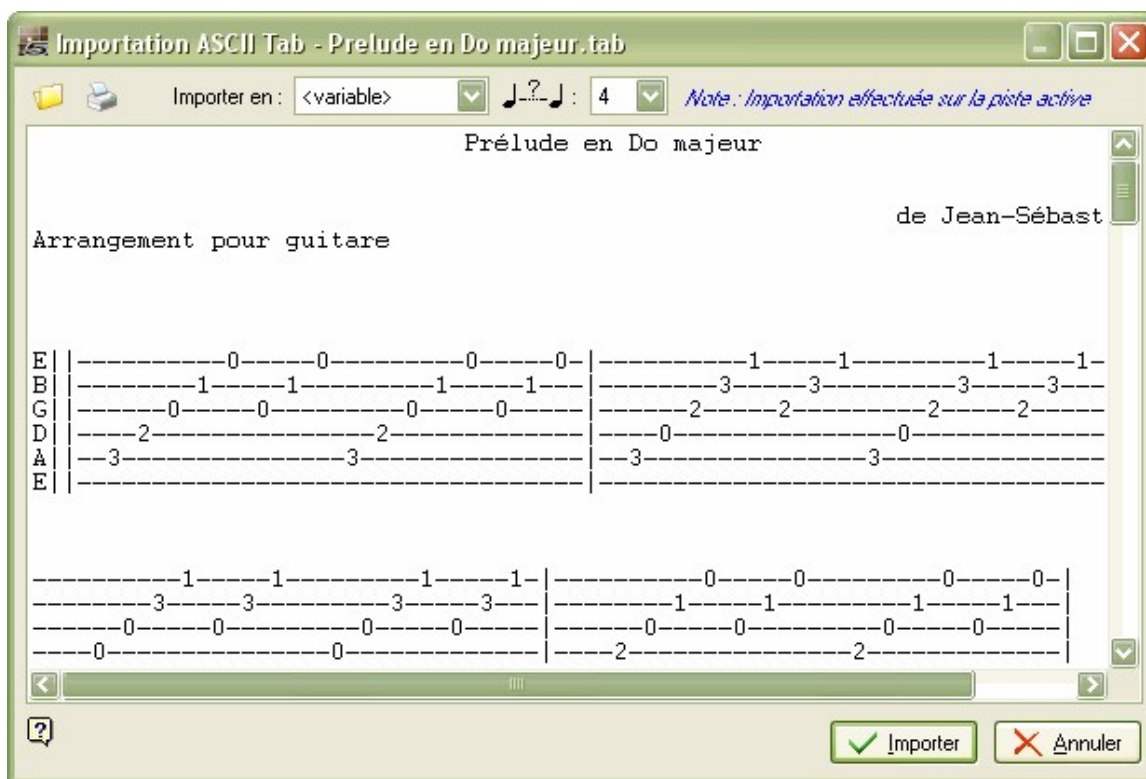 Importation ASCII Tab - Prelude en Do majeur.tab
Importer en : <variable> ? : 4 Note : Importation effectuée sur la piste active
Prélude en Do majeur
de Jean-Sébast
Arrangement pour guitare
E||----------0-----0---------0-----0-|----------1-----1---------1-----1-
B||--------1-----1---------1-----1---|--------3-----3---------3-----3---
G||------0-----0---------0-----0-----|------2-----2---------2-----2-----
D||----2---------------2-------------|----0---------------0-------------
A||--3---------------3---------------|--3---------------3---------------
E||----------------------------------|----------------------------------
----------1-----1---------1-----1-|----------0-----0---------0-----0-|
--------3-----3---------3-----3---|--------1-----1---------1-----1---|
------0-----0---------0-----0-----|------0-----0---------0-----0-----|
----0---------------0-------------|----2---------------2-------------|
Importer Annuler